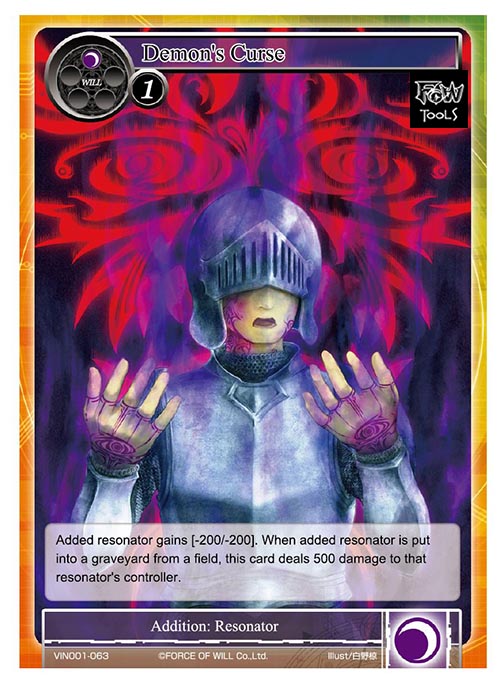 Demon's Curse
WILL
1
FOW
TOOLS
Added resonator gains [-200/-200]. When added resonator is put
into a graveyard from a field, this card deals 500 damage to that
resonator's controller.
Addition: Resonator
VIN001-063 ©FORCE OF WILL Co.,Ltd. Illust/白野椋